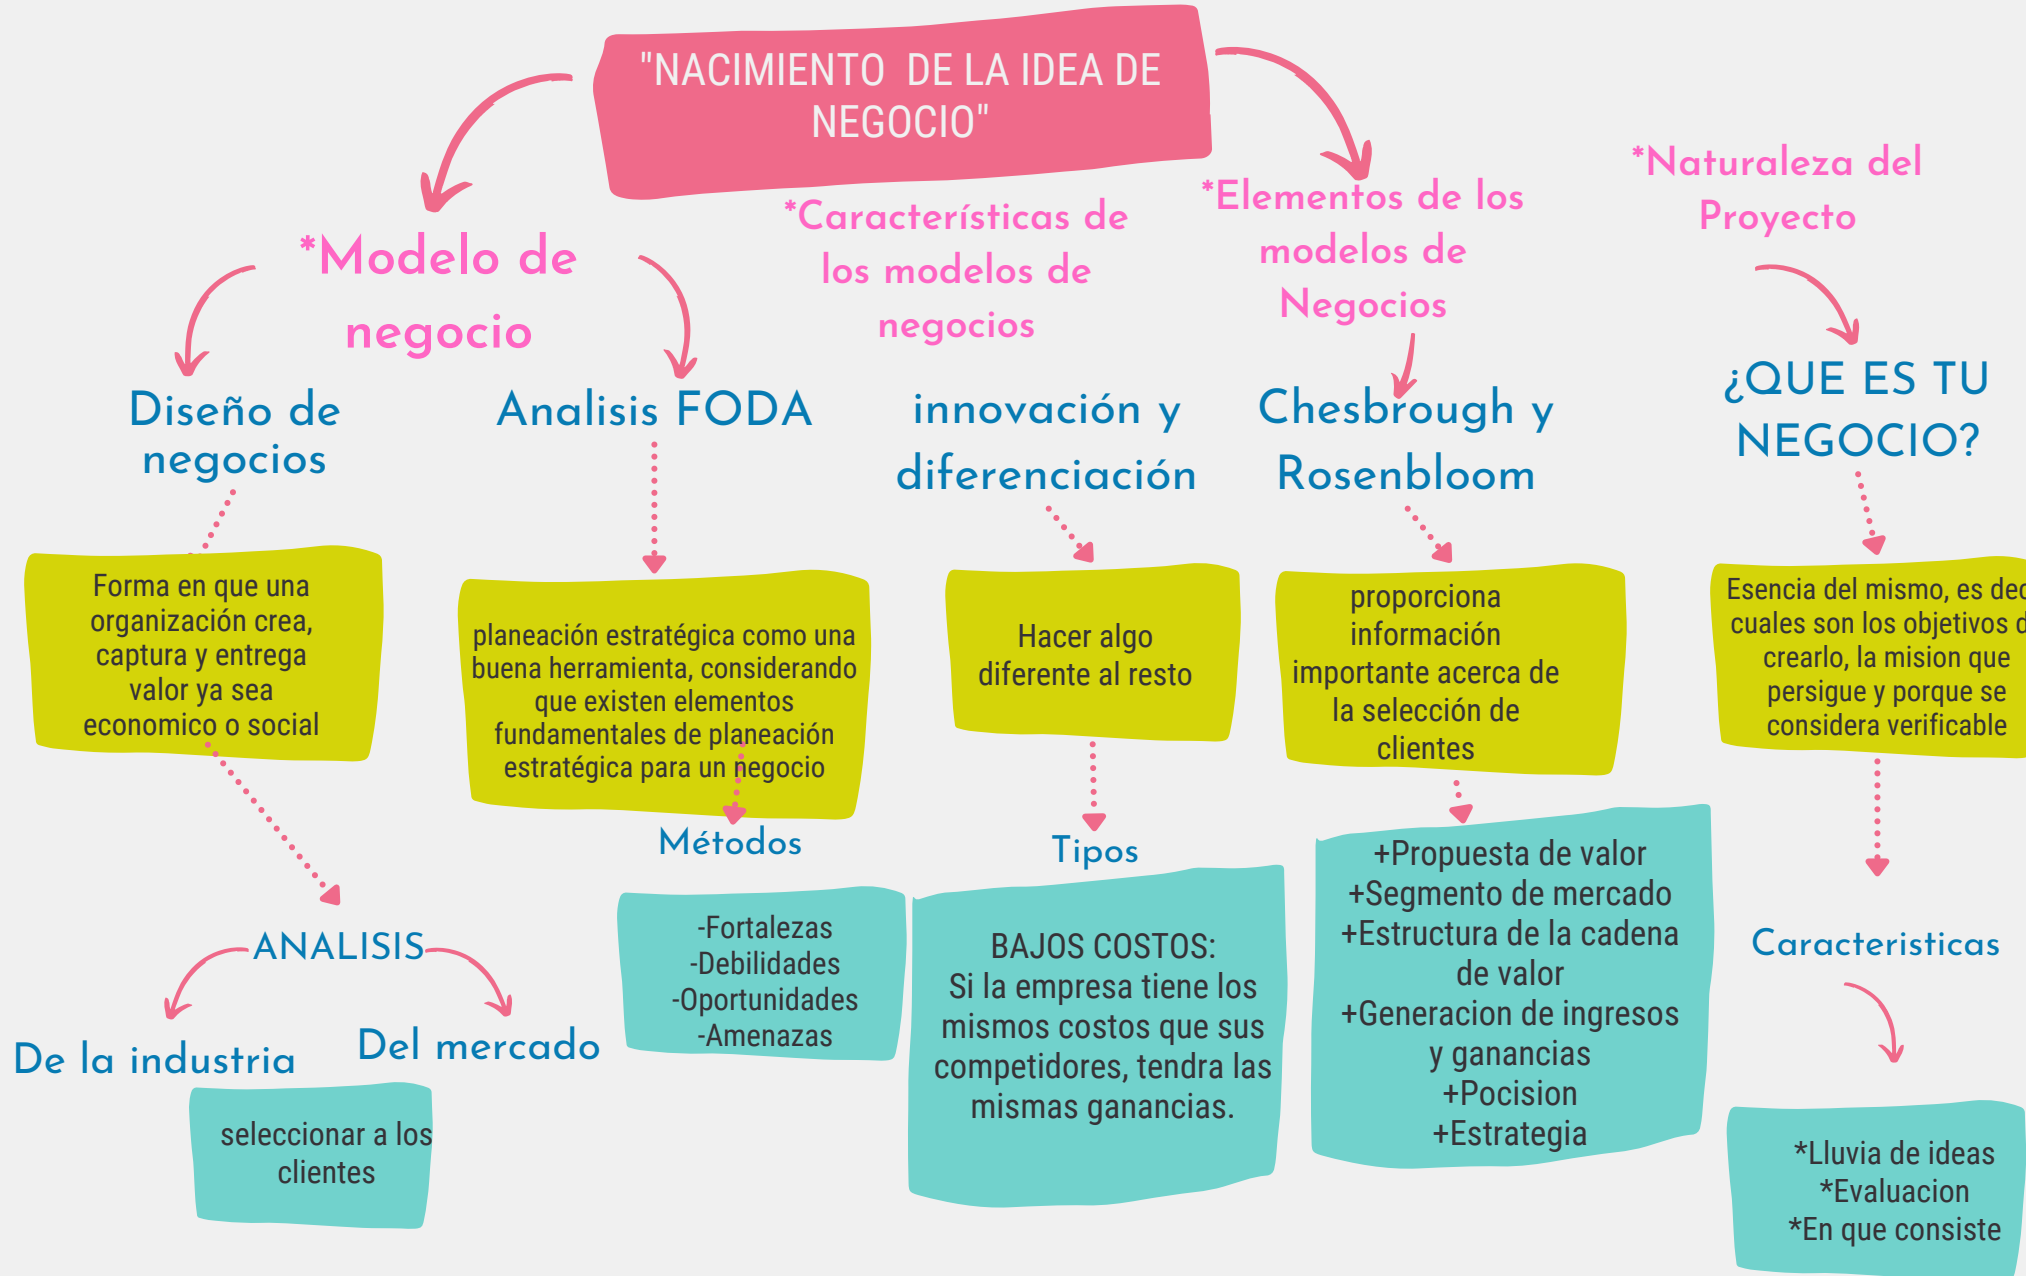 "NACIMIENTO DE LA IDEA DE
NEGOCIO"
*Modelo de
negocio
*Característícas de
los modelos de
negocios
*Elementos de los
modelos de
Negocios
*Naturaleza del
Proyecto
Diseño de
negocios
Analisis FODA
innovación y
diferenciación
Chesbrough y
Rosenbloom
¿QUE ES TU
NEGOCIO?
Forma en que una
organización crea,
captura y entrega
valor ya sea
economico o social
planeación estratégica como una
buena herramienta, considerando
que existen elementos
fundamentales de planeación
estratégica para un negocio
Hacer algo
diferente al resto
proporciona
información
importante acerca de
la selección de
clientes
Esencia del mismo, es
cuales son los objetivos
crearlo, la mision que
persigue y porque se
considera verificable
ANALISIS
De la industria
Del mercado
seleccionar a los
clientes
Métodos
-Fortalezas
-Debilidades
-Oportunidades
-Amenazas
Tipos
BAJOS COSTOS:
Si la empresa tiene los
mismos costos que sus
competidores, tendra las
mismas ganancias.
+Propuesta de valor
+Segmento de mercado
+Estructura de la cadena
de valor
+Generacion de ingresos
y ganancias
+Pocision
+Estrategia
Caracteristicas
*Lluvia de ideas
*Evaluacion
*En que consiste